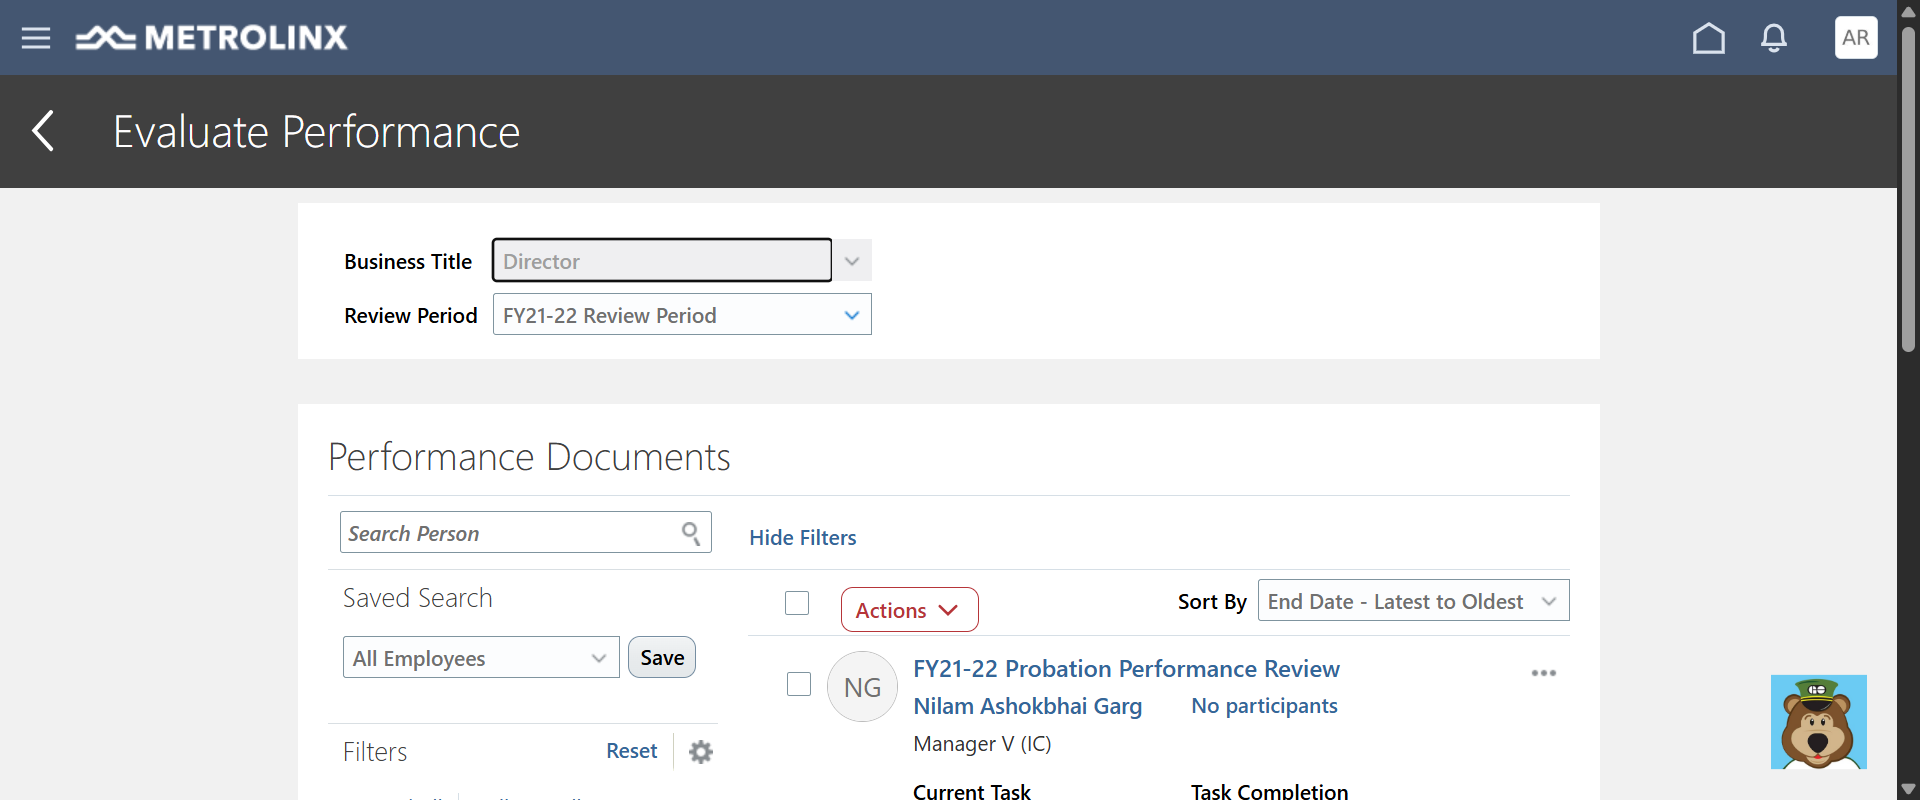 METROLINX
AR
Evaluate Performance
Business Title Director
Review Period FY21-22 Review Period
Performance Documents
Search Person
Hide Filters
Saved Search
Actions
Sort By End Date - Latest to Oldest
All Employees Save
NG
FY21-22 Probation Performance Review
Nilam Ashokbhai Garg No participants
Manager V (IC)
Filters Reset
Current Task Task Completion